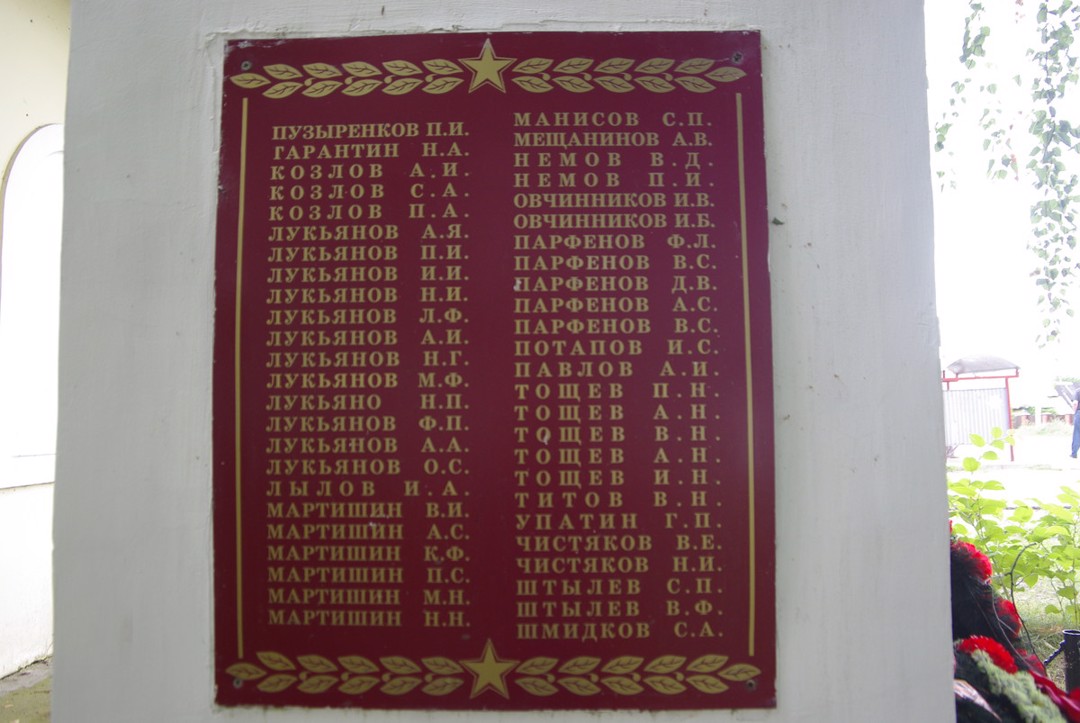 ПУЗЫРЕНКОВ П.И.
ГАРАНТИН Н.А.
КОЗЛОВ А.И.
КОЗЛОВ С.А.
КОЗЛОВ П.А.
ЛУКЬЯНОВ А.Я.
ЛУКЬЯНОВ П.И.
ЛУКЬЯНОВ И.И.
ЛУКЬЯНОВ Н.И.
ЛУКЬЯНОВ Л.Ф.
ЛУКЬЯНОВ А.И.
ЛУКЬЯНОВ Н.Г.
ЛУКЬЯНОВ М.Ф.
ЛУКЬЯНО Н.П.
ЛУКЬЯНОВ Ф.П.
ЛУКЬЯНОВ А.А.
ЛУКЬЯНОВ О.С.
ЛЫЛОВ И.А.
МАРТИШИН В.И.
МАРТИШИН А.С.
МАРТИШИН К.Ф.
МАРТИШИН П.С.
МАРТИШИН М.Н.
МАРТИШИН Н.Н.
МАНИСОВ С.П.
МЕЩАНИНОВ А.В.
НЕМОВ В.Д.
НЕМОВ П.И.
ОВЧИННИКОВ И.В.
ОВЧИННИКОВ И.Б.
ПАРФЕНОВ Ф.Л.
ПАРФЕНОВ В.С.
ПАРФЕНОВ Д.В.
ПАРФЕНОВ А.С.
ПАРФЕНОВ В.С.
ПОТАПОВ И.С.
ПАВЛОВ А.И.
ТОЩЕВ П.Н.
ТОЩЕВ А.Н.
ТОЩЕВ В.Н.
ТОЩЕВ А.Н.
ТОЩЕВ И.Н.
ТИТОВ В.Н.
УПАТИН Г.П.
ЧИСТЯКОВ В.Е.
ЧИСТЯКОВ Н.И.
ШТЫЛЕВ С.П.
ШТЫЛЕВ В.Ф.
ШМИДКОВ С.А.